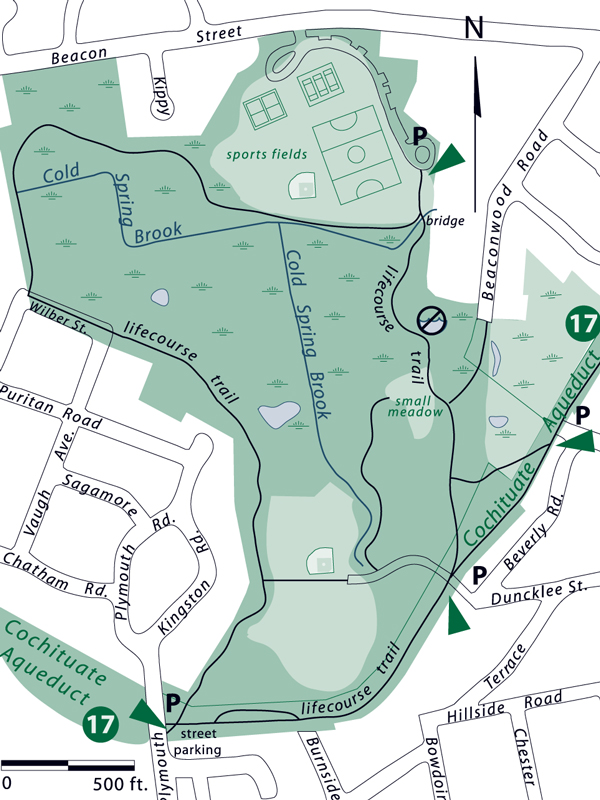 Beacon Street
N
Kippy
P
sports fields
Beaconwood Road
Cold Spring Brook
bridge
lifecourse trail
17
Wilber St.
lifecourse trail
Cold Spring Brook
small
meadow
Cochituate Aqueduct
P
Puritan Road
Vaugh Ave.
Sagamore Rd.
Plymouth
Kingston Rd.
Chatham Rd.
Beverly Rd.
P
Duncklee St.
Cochituate
Aqueduct
17
P
street
parking
lifecourse trail
Terrace
Hillside Road
Plymouth
Burnside
Bowdoin
Chester
0 500 ft.